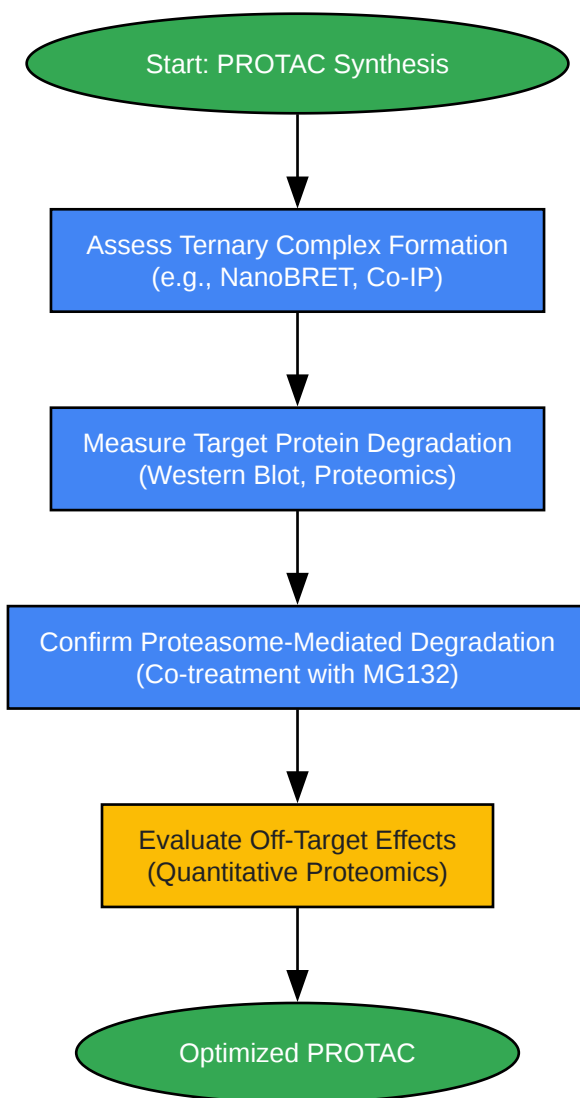 Start: PROTAC Synthesis
Assess Ternary Complex Formation
(e.g., NanoBRET, Co-IP)
Measure Target Protein Degradation
(Western Blot, Proteomics)
Confirm Proteasome-Mediated Degradation
(Co-treatment with MG132)
Evaluate Off-Target Effects
(Quantitative Proteomics)
Optimized PROTAC